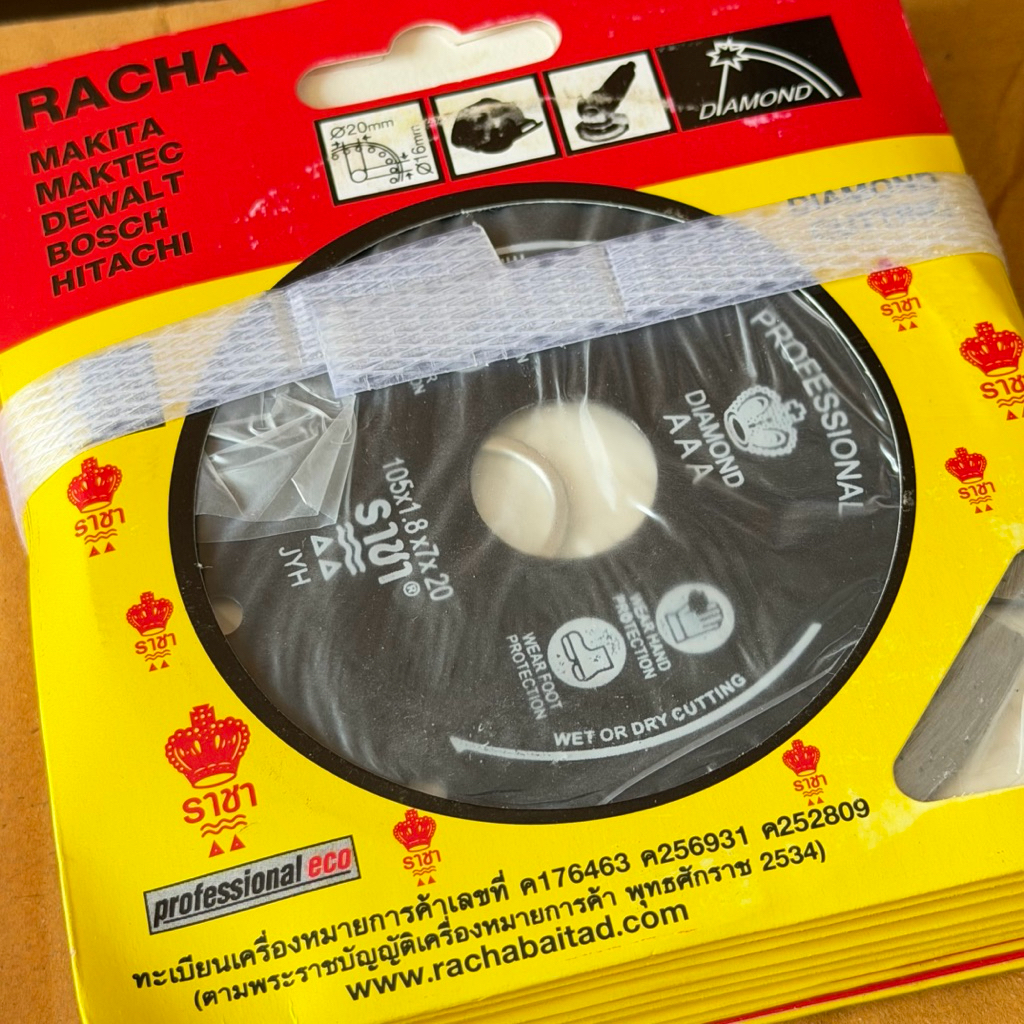 RACHA
MAKITA
MAKTEC
DEWALT
BOSCH
HITACHI
Ø20mm
Ø16mm
DIAMOND
DIAMOND
PROFESSIONAL
DIAMOND
A A A
105x1.8x7x20
ราชา®
JYH
WEAR HAND
PROTECTION
WEAR FOOT
PROTECTION
WET OR DRY CUTTING
ราชา
ราชา
ราชา
ราชา
ราชา
ราชา
ราชา
ราชา
ราชา
professional eco
ทะเบียนเครื่องหมายการค้าเลขที่ ค176463 ค256931 ค252809
(ตามพระราชบัญญัติเครื่องหมายการค้า พุทธศักราช 2534)
www.rachabaitad.com